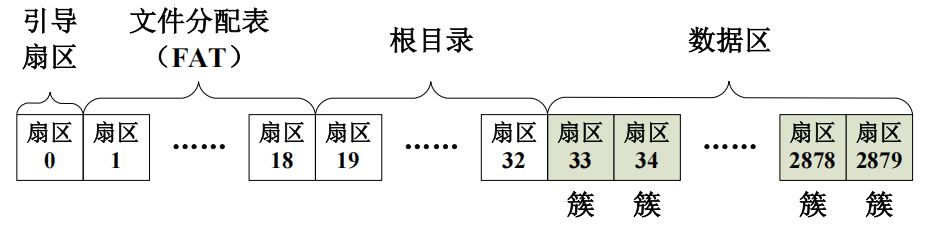 引导
扇区
文件分配表
（FAT）
根目录
数据区
扇区
0
扇区
1
……
扇区
18
扇区
19
……
扇区
32
扇区
33
扇区
34
……
扇区
2878
扇区
2879
簇
簇
簇
簇